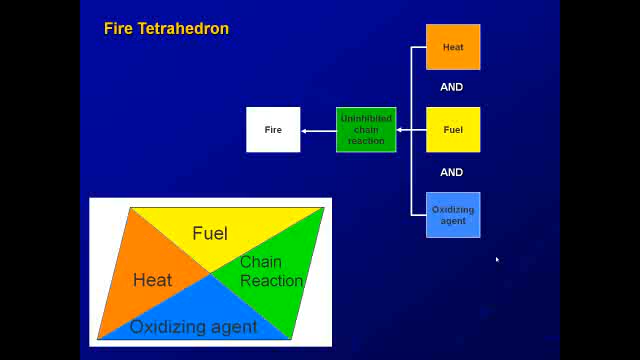 Fire Tetrahedron
Heat
AND
Fire
Uninhibited
chain
reaction
Fuel
AND
Oxidizing
agent
Fuel
Heat
Chain
Reaction
Oxidizing agent